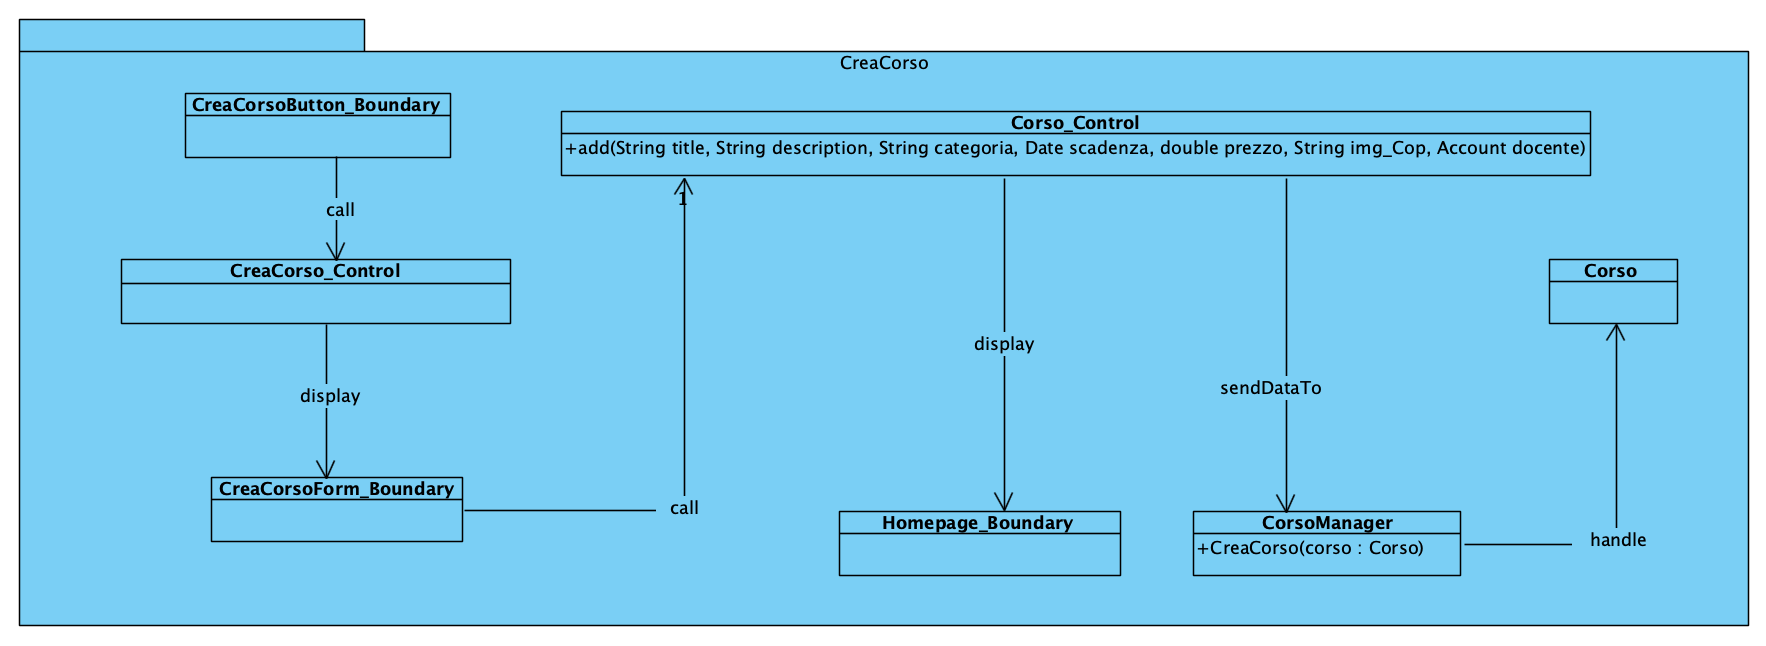 CreaCorso
CreaCorsoButton_Boundary
Corso_Control
+add(String title, String description, String categoria, Date scadenza, double prezzo, String img_Cop, Account docente)
1
call
CreaCorso_Control
Corso
display
display
sendDataTo
CreaCorsoForm_Boundary
call
Homepage_Boundary
CorsoManager
+CreaCorso(corso : Corso)
handle